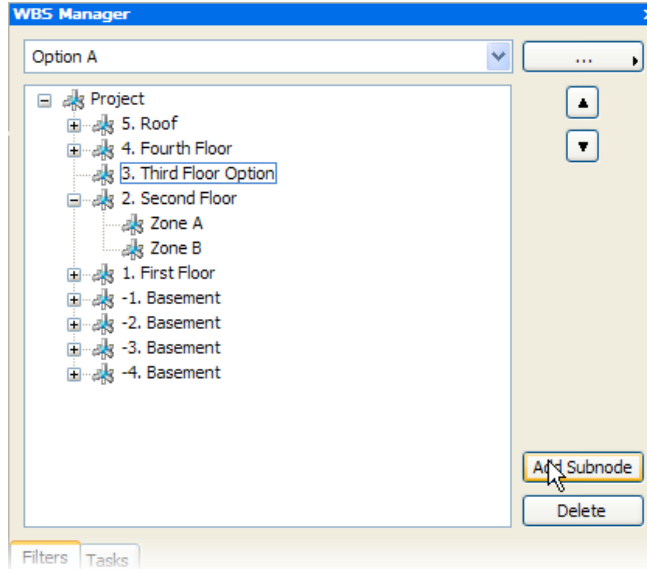 WBS Manager
Option A
...
Project
5. Roof
4. Fourth Floor
3. Third Floor Option
2. Second Floor
Zone A
Zone B
1. First Floor
-1. Basement
-2. Basement
-3. Basement
-4. Basement
Add Subnode
Delete
Filters Tasks